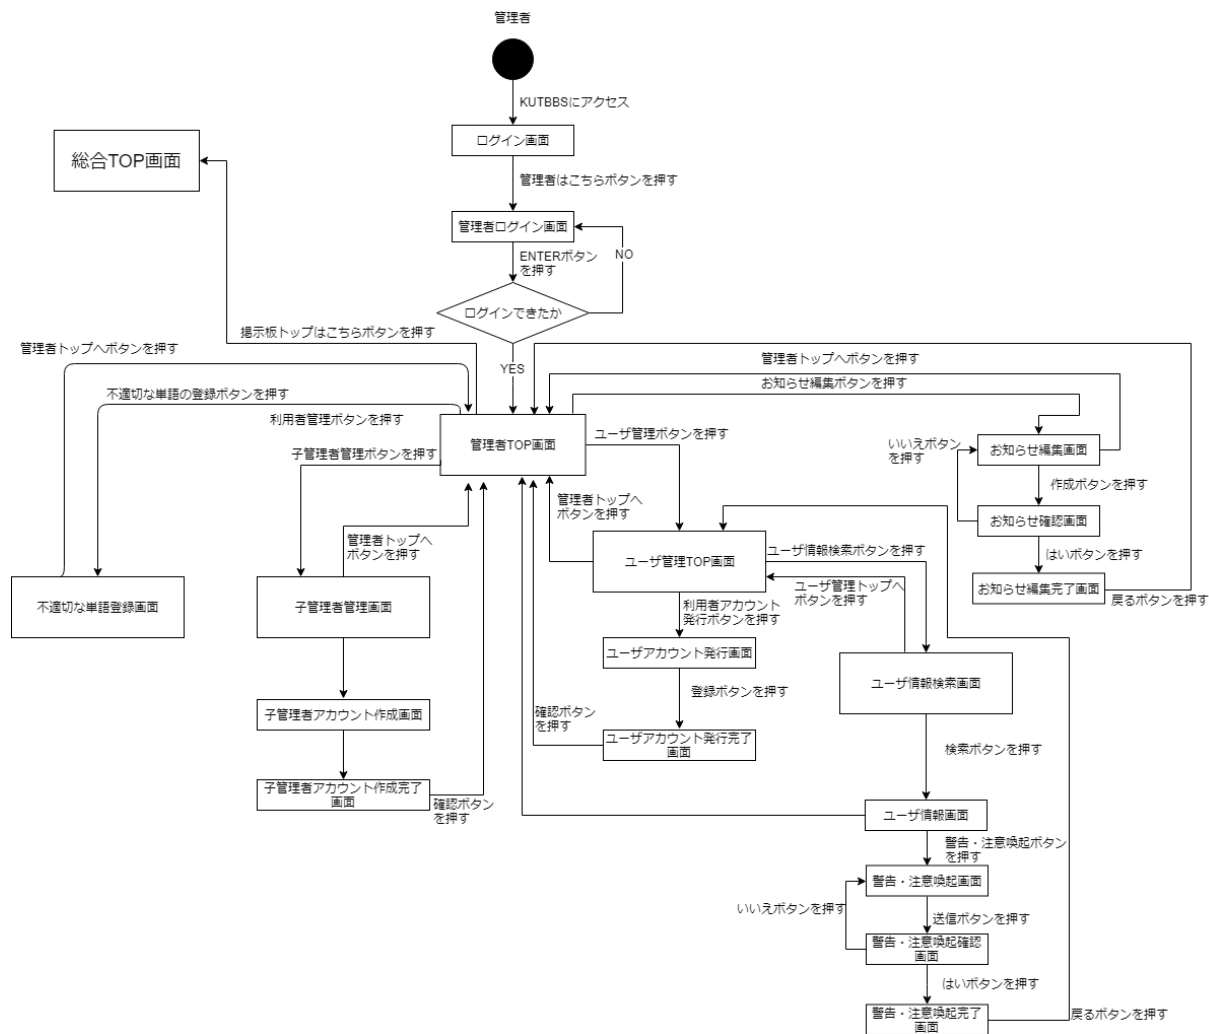 管理者
KUTBBSにアクセス
ログイン画面
総合TOP画面
管理者はこちらボタンを押す
管理者ログイン画面
ENTERボタン
を押す
NO
ログインできたか
掲示板トップはこちらボタンを押す
管理者トップへボタンを押す
YES
管理者トップへボタンを押す
お知らせ編集ボタンを押す
不適切な単語の登録ボタンを押す
利用者管理ボタンを押す
管理者TOP画面
ユーザ管理ボタンを押す
子管理者管理ボタンを押す
いいえボタン
を押す
お知らせ編集画面
作成ボタンを押す
お知らせ確認画面
はいボタンを押す
お知らせ編集完了画面
戻るボタンを押す
管理者トップへ
ボタンを押す
管理者トップへ
ボタンを押す
ユーザ管理TOP画面
ユーザ情報検索ボタンを押す
ユーザ管理トップへ
ボタンを押す
不適切な単語登録画面
子管理者管理画面
利用者アカウント
発行ボタンを押す
ユーザアカウント発行画面
ユーザ情報検索画面
登録ボタンを押す
子管理者アカウント作成画面
確認ボタン
を押す
ユーザアカウント発行完了
画面
検索ボタンを押す
子管理者アカウント作成完了
画面
確認ボタン
を押す
ユーザ情報画面
警告・注意喚起ボタン
を押す
警告・注意喚起画面
いいえボタンを押す
送信ボタンを押す
警告・注意喚起確認
画面
はいボタンを押す
警告・注意喚起完了
画面
戻るボタンを押す